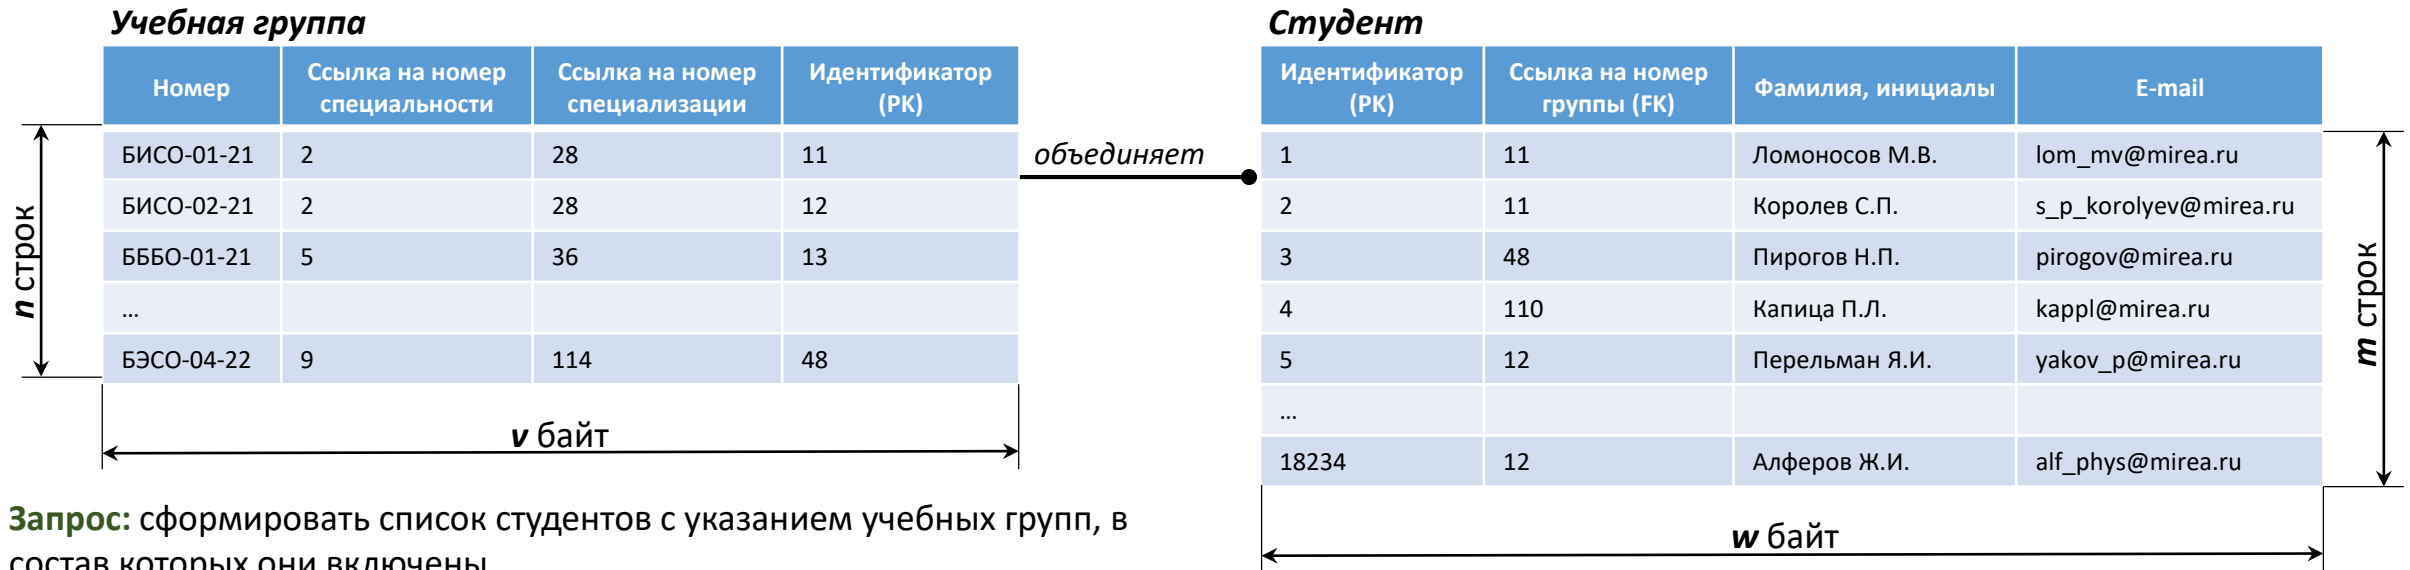 Учебная группа
Номер
Ссылка на номер
специальности
Ссылка на номер
специализации
Идентификатор
(PK)
БИСО-01-21 2 28 11
БИСО-02-21 2 28 12
БББО-01-21 5 36 13
...
БЭСО-04-22 9 114 48
n строк
v байт
объединяет
Студент
Идентификатор
(PK)
Ссылка на номер
группы (FK)
Фамилия, инициалы
E-mail
1 11 Ломоносов М.В. lom_mv@mirea.ru
2 11 Королев С.П. s_p_korolyev@mirea.ru
3 48 Пирогов Н.П. pirogov@mirea.ru
4 110 Капица П.Л. kappl@mirea.ru
5 12 Перельман Я.И. yakov_p@mirea.ru
...
18234 12 Алферов Ж.И. alf_phys@mirea.ru
m строк
w байт
Запрос: сформировать список студентов с указанием учебных групп, в
состав которых они включены